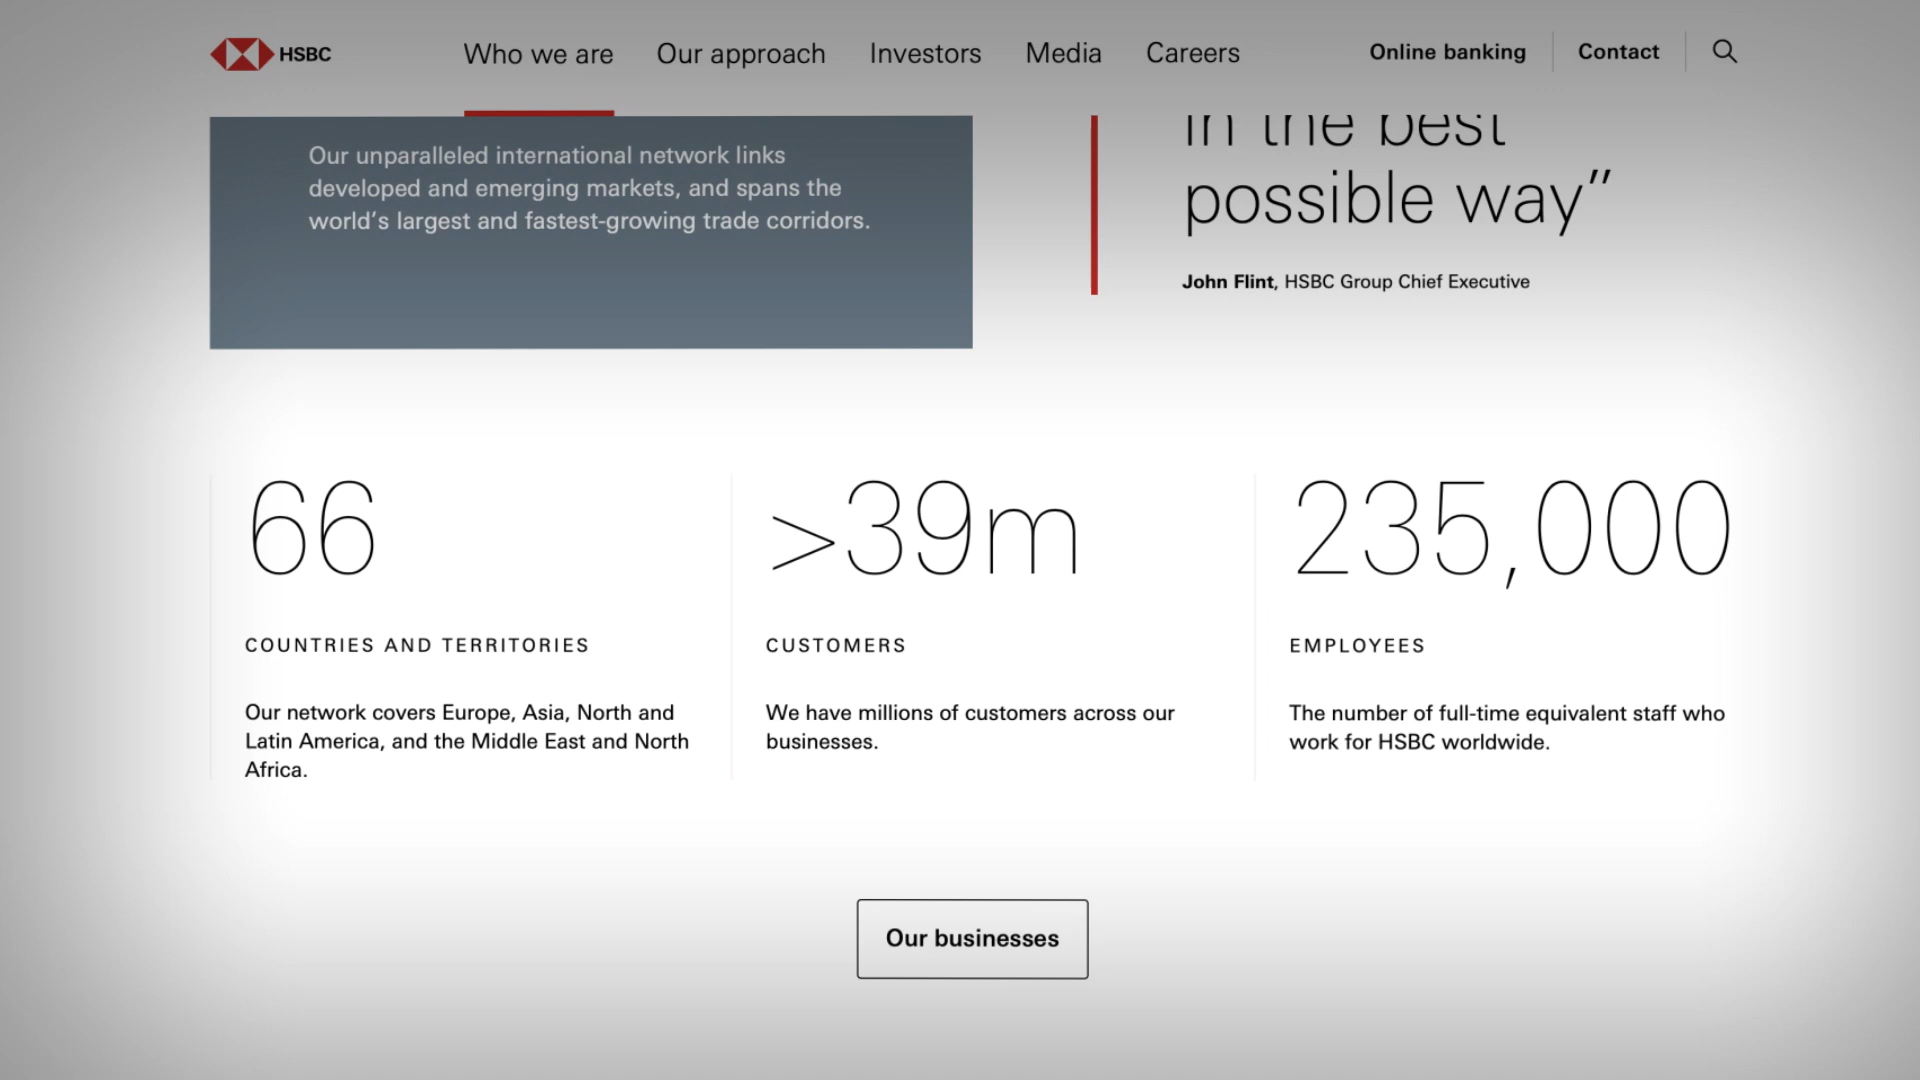 HSBC
Who we are
Our approach
Investors
Media
Careers
Online banking
Contact
Our unparalleled international network links
developed and emerging markets, and spans the
world’s largest and fastest-growing trade corridors.
in the best
possible way”
John Flint, HSBC Group Chief Executive
66
COUNTRIES AND TERRITORIES
Our network covers Europe, Asia, North and
Latin America, and the Middle East and North
Africa.
>39m
CUSTOMERS
We have millions of customers across our
businesses.
235,000
EMPLOYEES
The number of full-time equivalent staff who
work for HSBC worldwide.
Our businesses